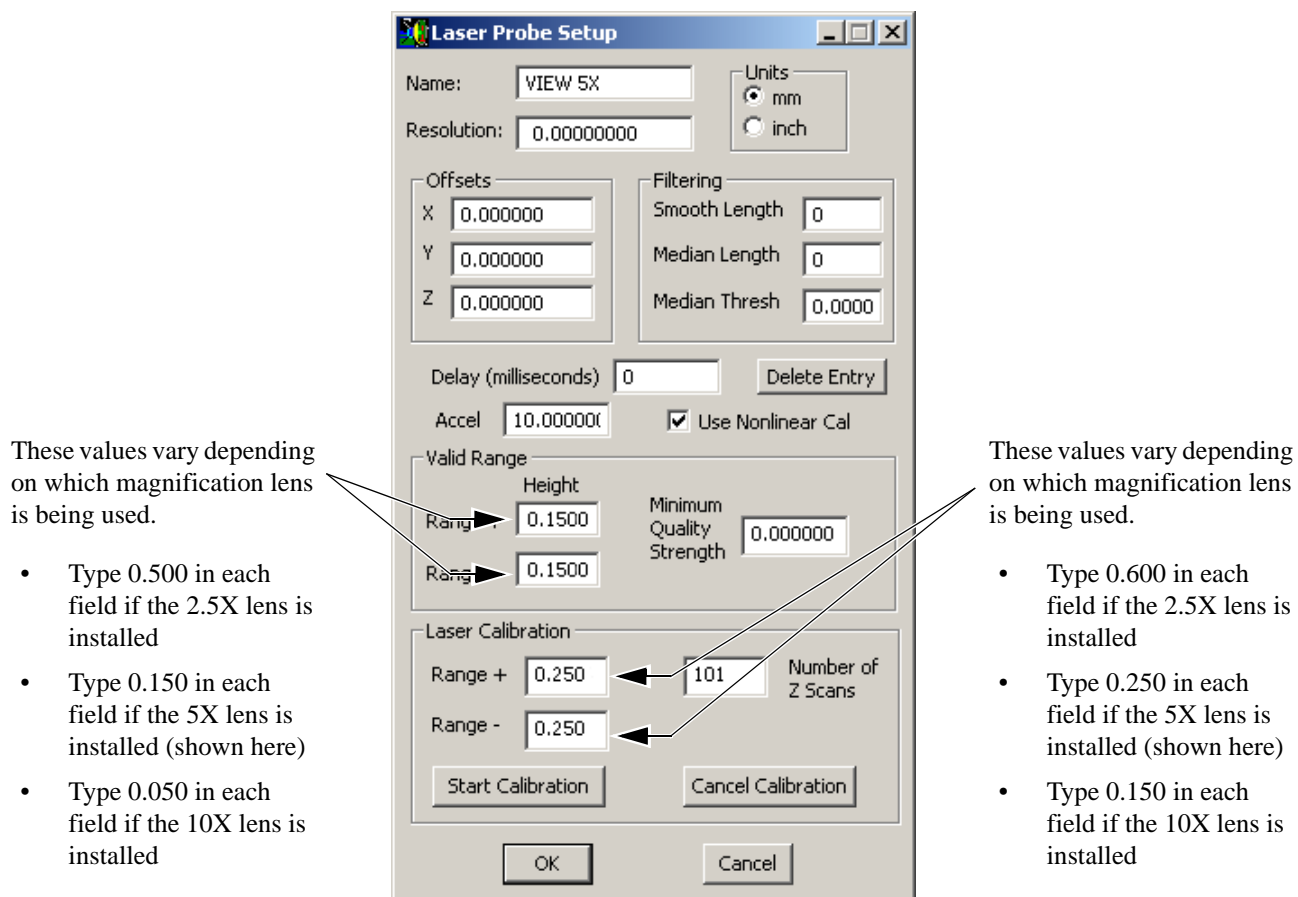 Laser Probe Setup
Name: VIEW 5X
Units
mm
inch
Resolution: 0.00000000
Offsets
X 0.000000
Y 0.000000
Z 0.000000
Filtering
Smooth Length 0
Median Length 0
Median Thresh 0.0000
Delay (milliseconds) 0
Delete Entry
Accel 10.000000
Use Nonlinear Cal
Valid Range
Height
0.1500
0.1500
Minimum
Quality
Strength
0.000000
Laser Calibration
Range + 0.250
Range - 0.250
101
Number of
Z Scans
Start Calibration
Cancel Calibration
OK
Cancel
These values vary depending
on which magnification lens
is being used.
• Type 0.500 in each
field if the 2.5X lens is
installed
• Type 0.150 in each
field if the 5X lens is
installed (shown here)
• Type 0.050 in each
field if the 10X lens is
installed
These values vary depending
on which magnification lens
is being used.
• Type 0.600 in each
field if the 2.5X lens is
installed
• Type 0.250 in each
field if the 5X lens is
installed (shown here)
• Type 0.150 in each
field if the 10X lens is
installed